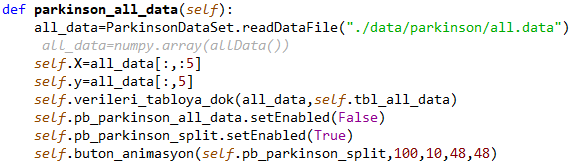 def parkinson_all_data(self):
    all_data=ParkinsonDataSet.readDataFile("./data/parkinson/all.data")
     all_data=numpy.array(allData())
    self.X=all_data[:,:5]
    self.y=all_data[:,5]
    self.verileri_tabloya_dok(all_data,self.tbl_all_data)
    self.pb_parkinson_all_data.setEnabled(False)
    self.pb_parkinson_split.setEnabled(True)
    self.buton_animasyon(self.pb_parkinson_split,100,10,48,48)